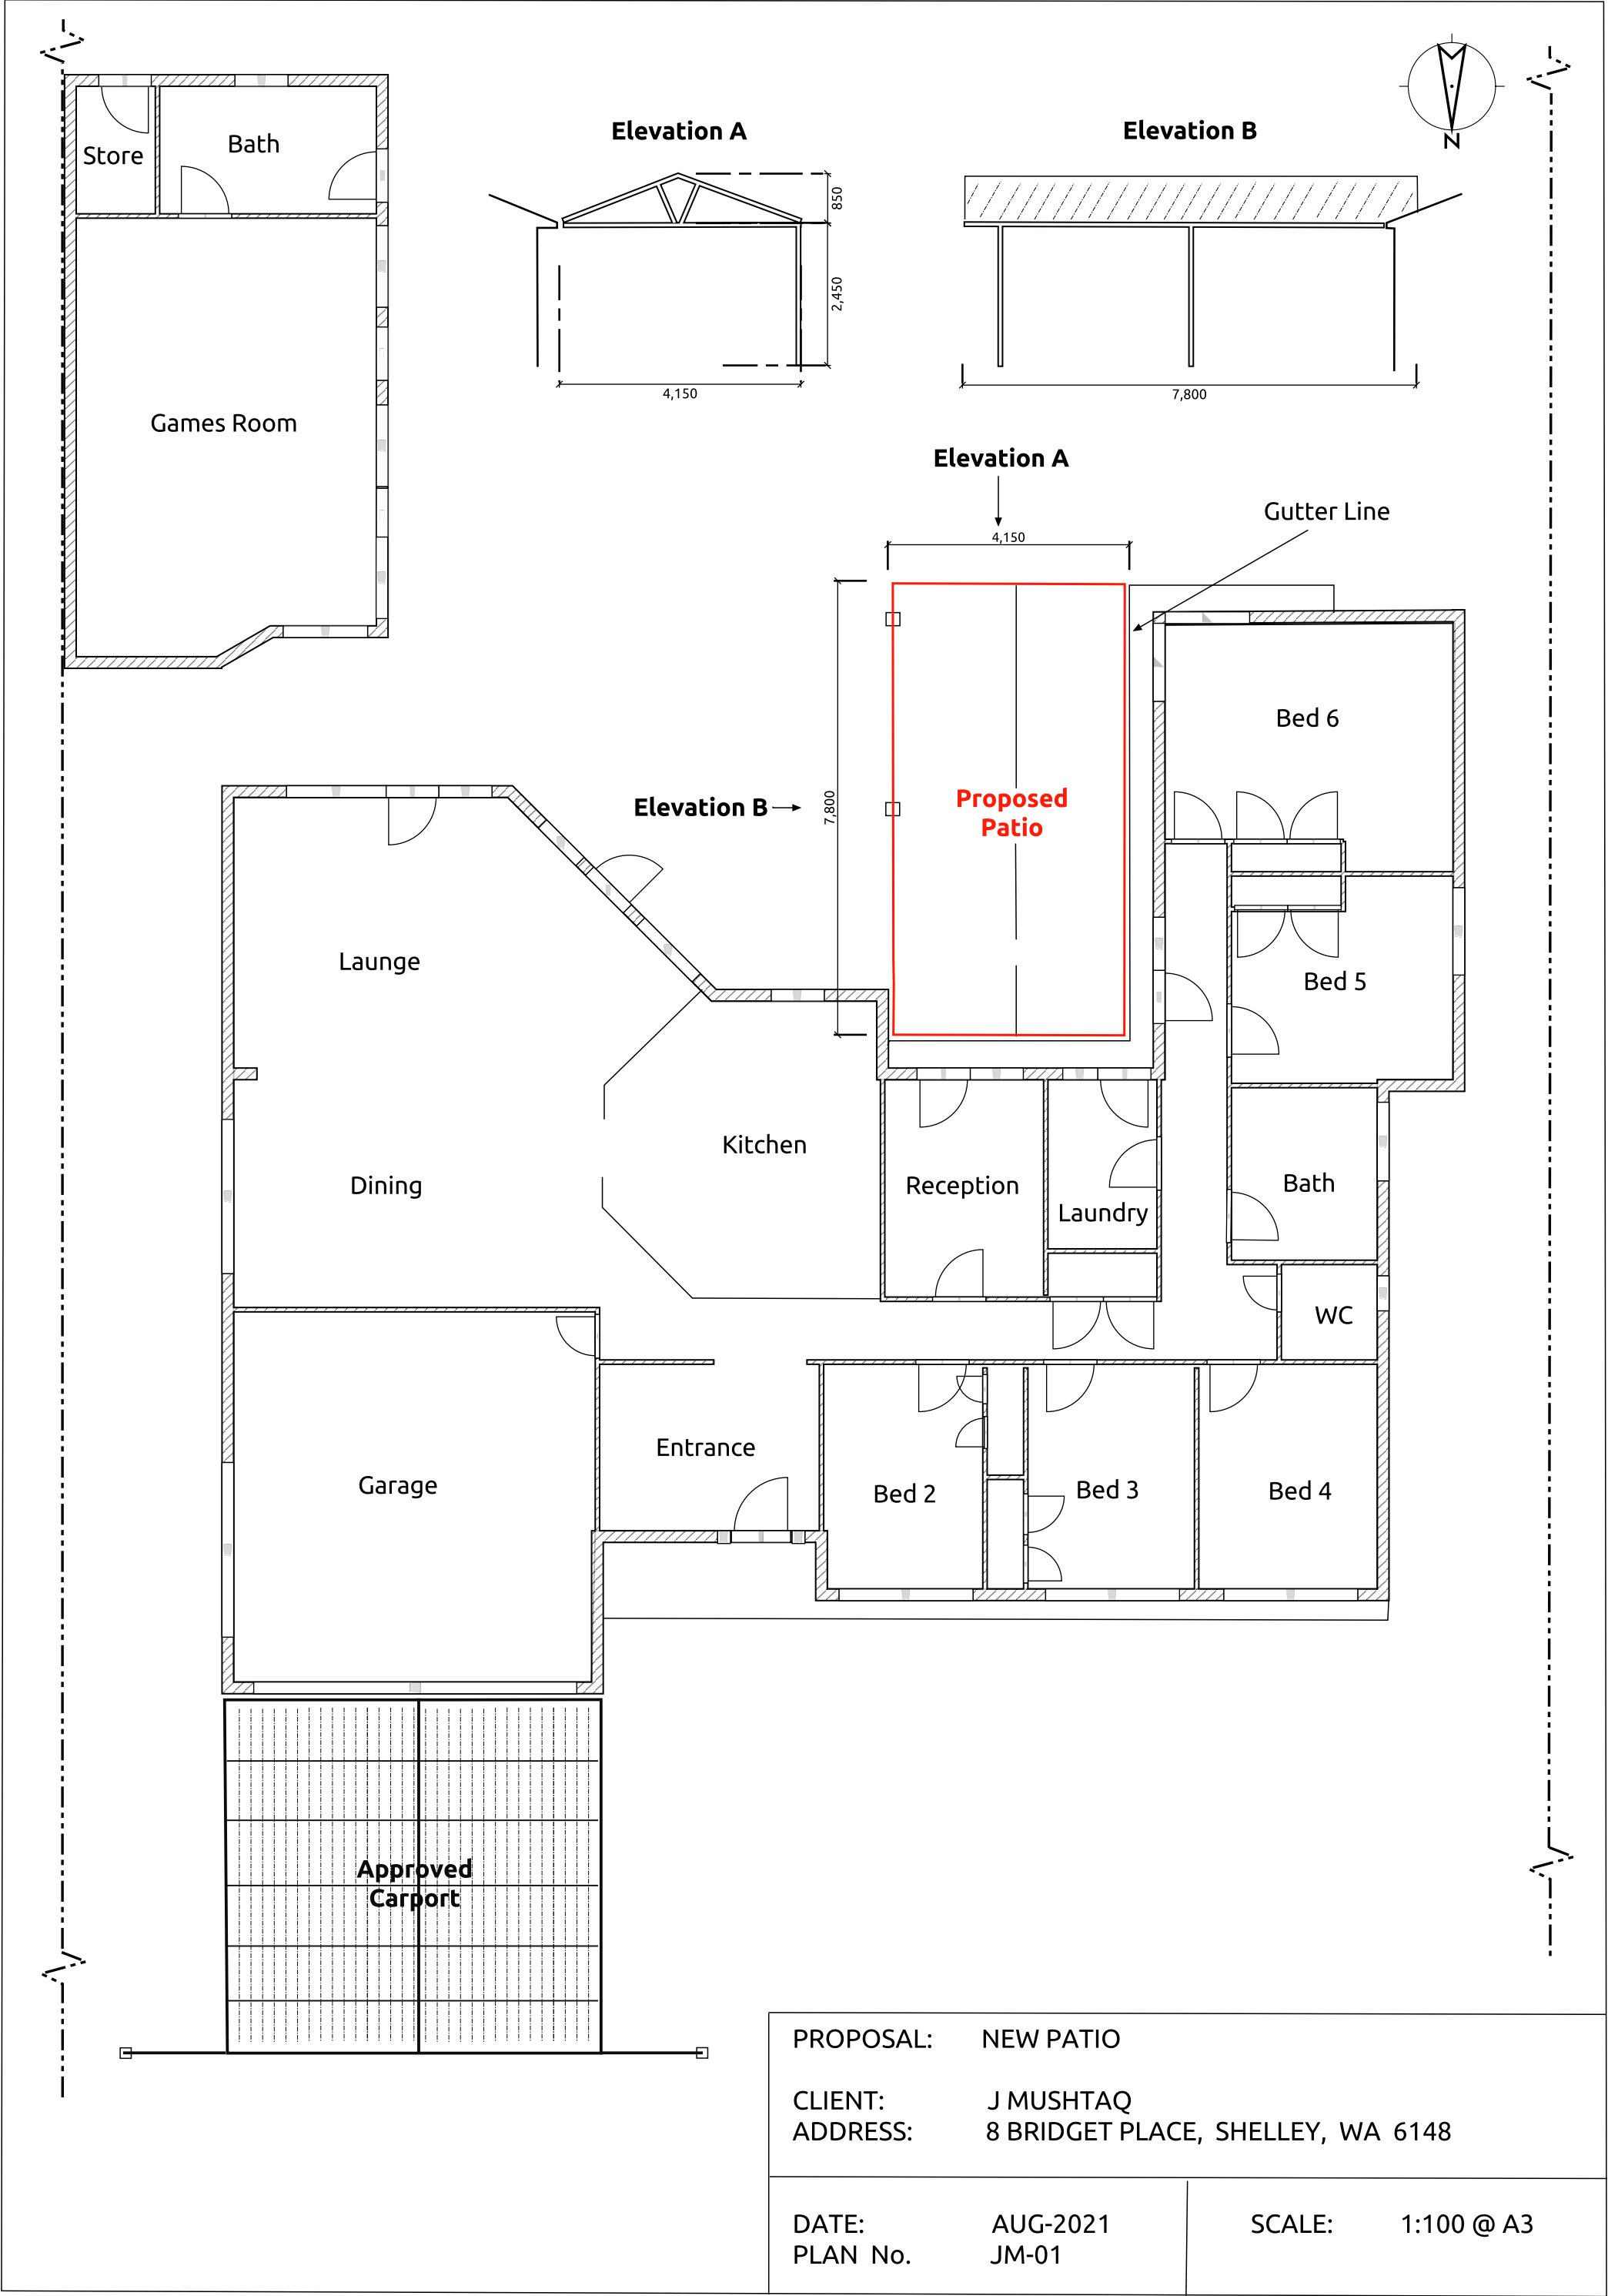 Elevation A
Elevation B
N
Store
Bath
850
2,450
4,150
7,800
Games Room
Elevation A
4,150
Gutter Line
Bed 6
Elevation B
7,800
Proposed
Patio
Launge
Bed 5
Kitchen
Dining
Reception
Laundry
Bath
WC
Entrance
Garage
Bed 2
Bed 3
Bed 4
Approved
Carport
PROPOSAL: NEW PATIO
CLIENT: J MUSHTAQ
ADDRESS: 8 BRIDGET PLACE, SHELLEY, WA 6148
DATE: AUG-2021
PLAN No. JM-01
SCALE: 1:100 @ A3